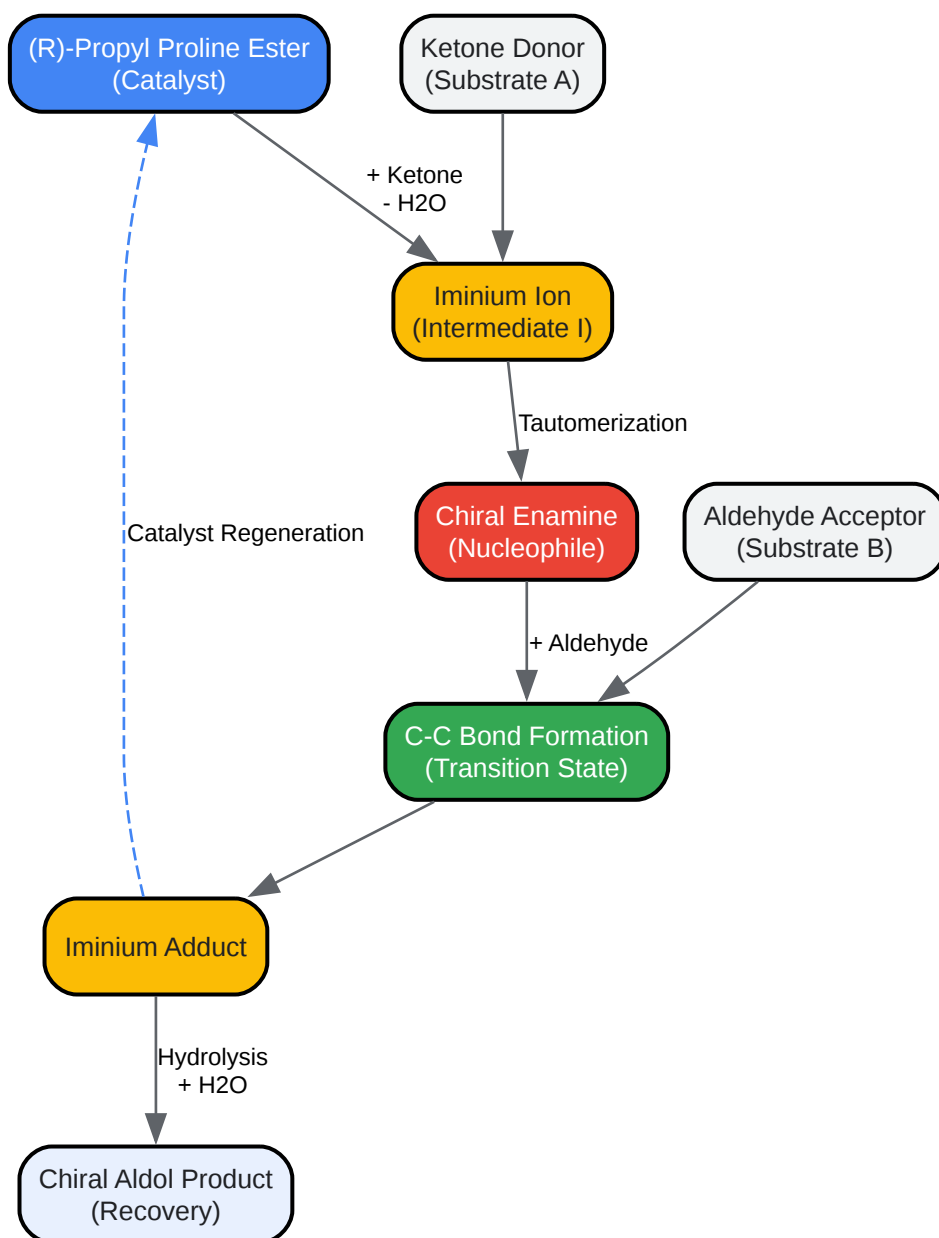 (R)-Propyl Proline Ester
(Catalyst)
Ketone Donor
(Substrate A)
+ Ketone
- H2O
Iminium Ion
(Intermediate I)
Tautomerization
Chiral Enamine
(Nucleophile)
Aldehyde Acceptor
(Substrate B)
Catalyst Regeneration
+ Aldehyde
C-C Bond Formation
(Transition State)
Iminium Adduct
Hydrolysis
+ H2O
Chiral Aldol Product
(Recovery)